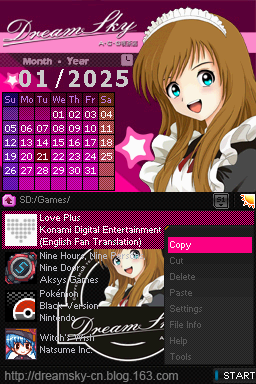 Dream Sky
Month • Year
01/2025
Su Mo Tu We Th Fr Sa
01 02 03 04
05 06 07 08 09 10 11
12 13 14 15 16 17 18
19 20 21 22 23 24 25
26 27 28 29 30 31
SD:/Games/
Love Plus
Konami Digital Entertainment
(English Fan Translation)
Nine Hours, Nine
Nine Doors
Aksys Games
Pokémon
Black Version
Nintendo
Witch's Wish
Natsume Inc.
Copy
Cut
Delete
Paste
Settings
File Info
Help
Tools
Dream Sky
http://dreamsky-cn.blog.163.com
START